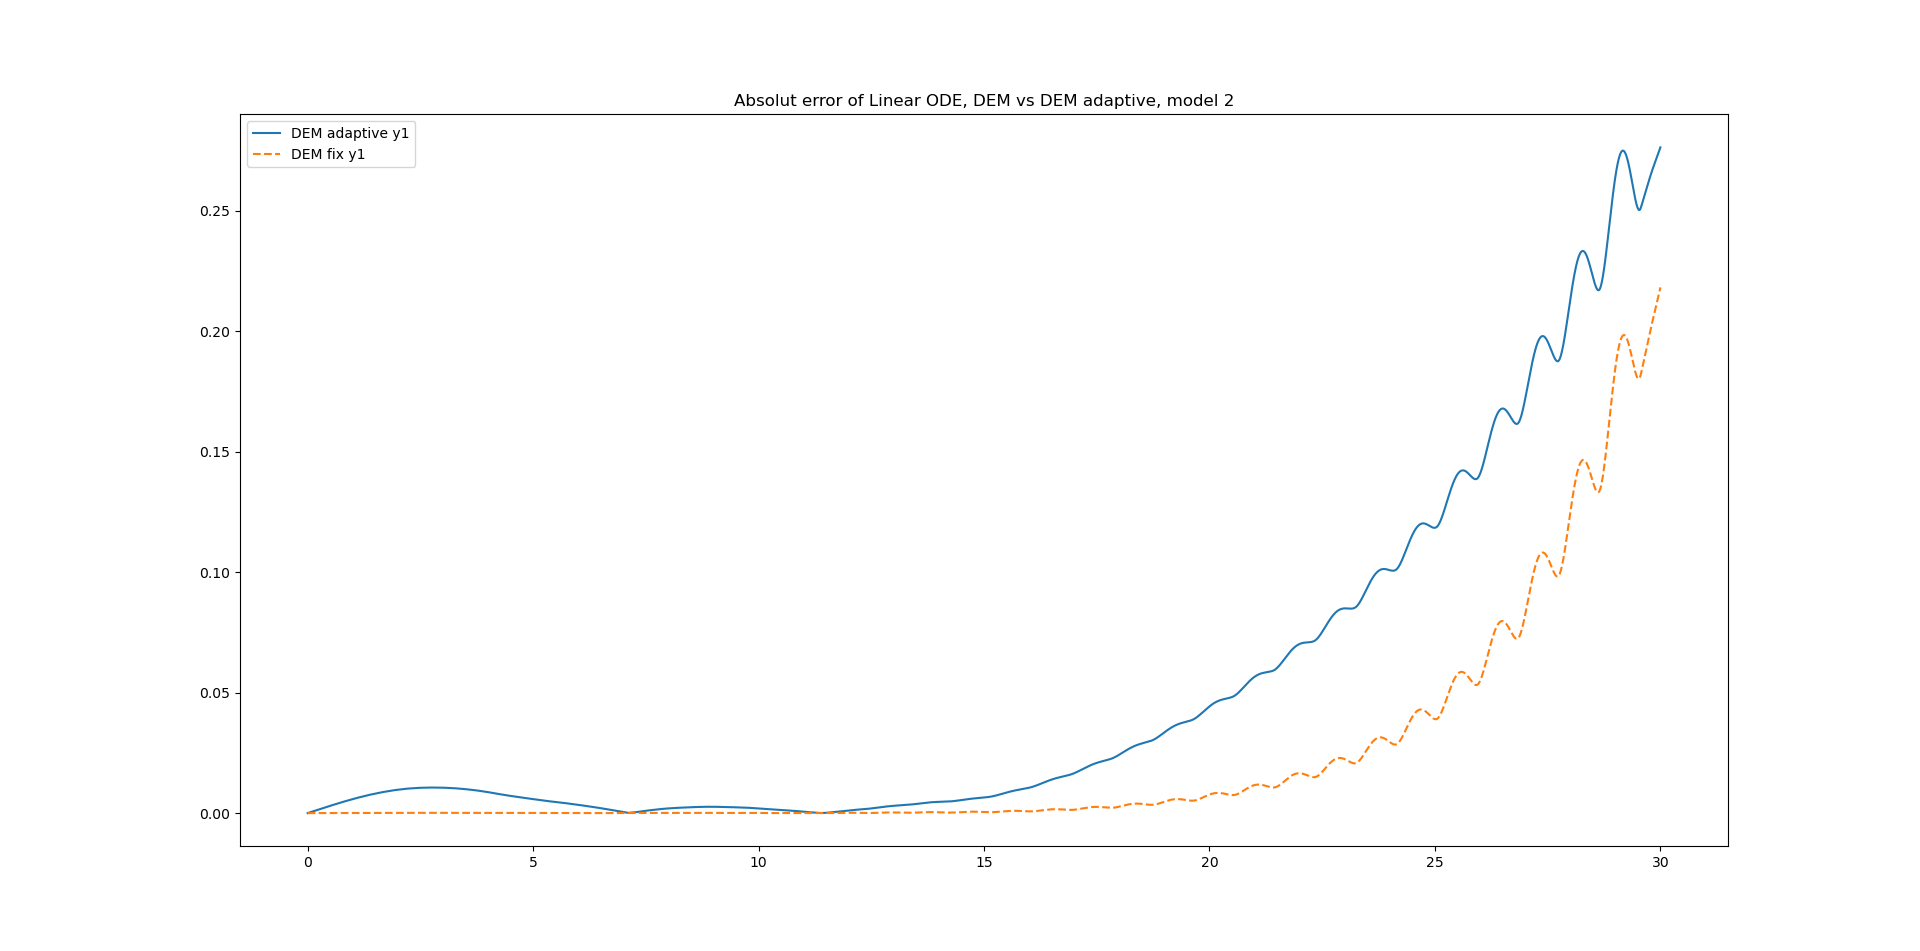 Absolut error of Linear ODE, DEM vs DEM adaptive, model 2
DEM adaptive y1
DEM fix y1
0.25
0.20
0.15
0.10
0.05
0.00
0 5 10 15 20 25 30